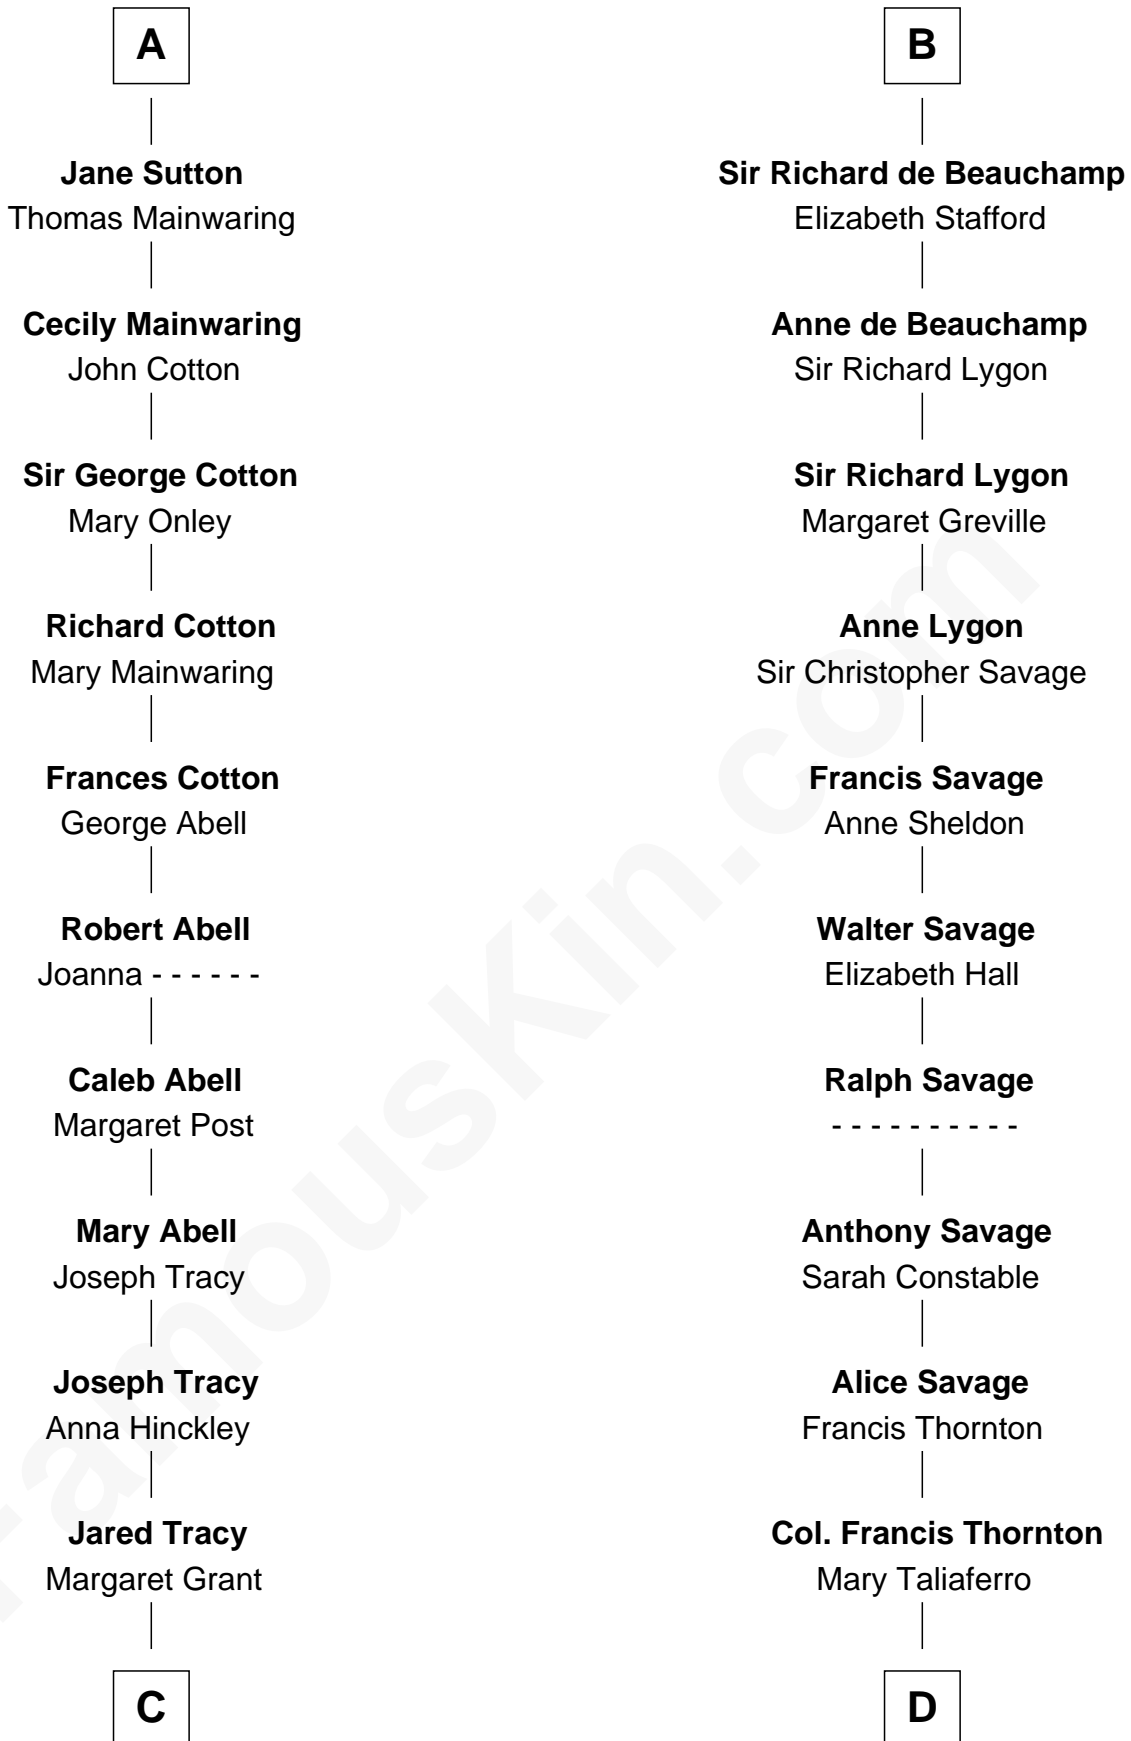 A
Jane Sutton
Thomas Mainwaring
Cecily Mainwaring
John Cotton
Sir George Cotton
Mary Onley
Richard Cotton
Mary Mainwaring
Frances Cotton
George Abell
Robert Abell
Joanna - - - - - -
Caleb Abell
Margaret Post
Mary Abell
Joseph Tracy
Joseph Tracy
Anna Hinckley
Jared Tracy
Margaret Grant
C
B
Sir Richard de Beauchamp
Elizabeth Stafford
Anne de Beauchamp
Sir Richard Lygon
Sir Richard Lygon
Margaret Greville
Anne Lygon
Sir Christopher Savage
Francis Savage
Anne Sheldon
Walter Savage
Elizabeth Hall
Ralph Savage
- - - - - - - - - -
Anthony Savage
Sarah Constable
Alice Savage
Francis Thornton
Col. Francis Thornton
Mary Taliaferro
D
FamousKin.com